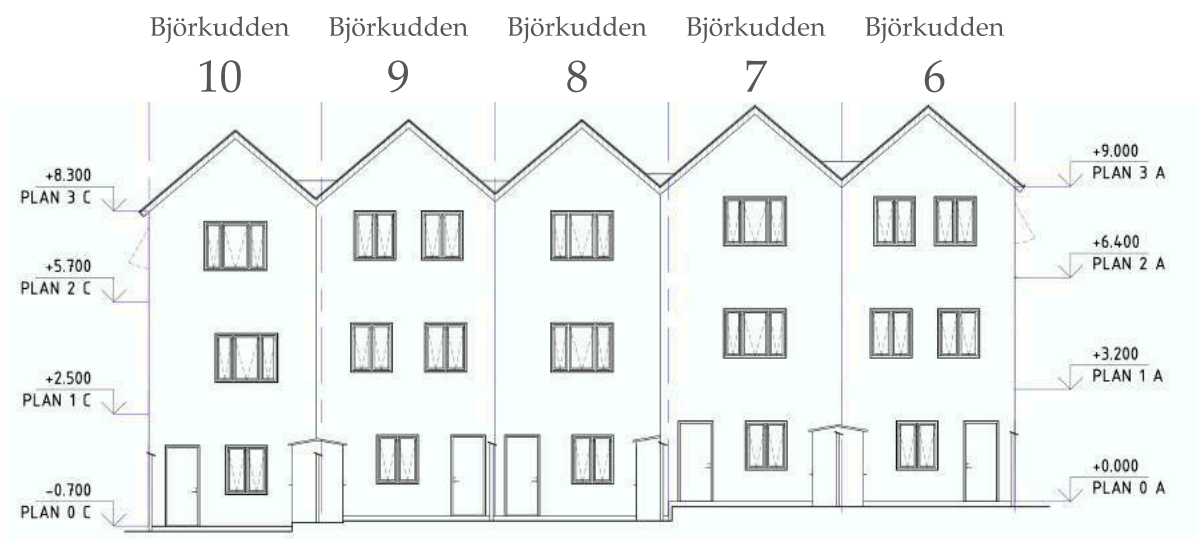 Björkudden Björkudden Björkudden Björkudden Björkudden
10 9 8 7 6
+8.300
PLAN 3 C
+5.700
PLAN 2 C
+2.500
PLAN 1 C
-0.700
PLAN 0 C
+9.000
PLAN 3 A
+6.400
PLAN 2 A
+3.200
PLAN 1 A
+0.000
PLAN 0 A